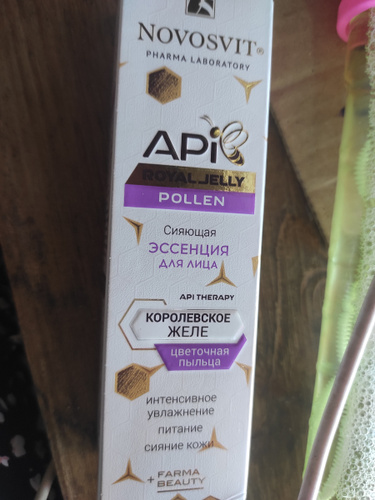 NOVOSVIT®
PHARMA LABORATORY
APi
ROYAL JELLY
POLLEN
Сияющая
ЭССЕНЦИЯ
ДЛЯ ЛИЦА
API THERAPY
КОРОЛЕВСКОЕ
ЖЕЛЕ
цветочная
пыльца
интенсивное
увлажнение
питание
сияние кожи
+ FARMA
BEAUTY